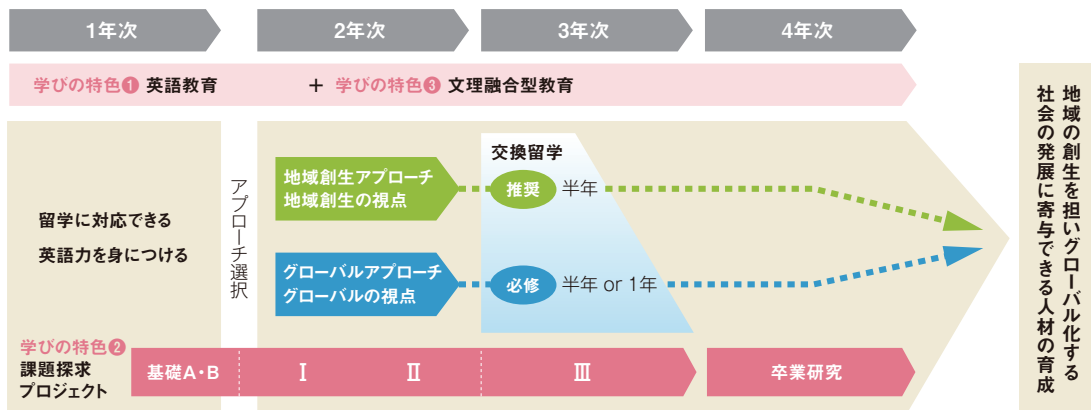 1年次
2年次
3年次
4年次
学びの特色❶ 英語教育 + 学びの特色❸ 文理融合型教育
留学に対応できる
英語力を身につける
アプローチ選択
地域創生アプローチ
地域創生の視点
グローバルアプローチ
グローバルの視点
交換留学
推奨 半年
必修 半年 or 1年
学びの特色❷
課題探求
プロジェクト
基礎A・B
Ⅰ
Ⅱ
Ⅲ
卒業研究
地域の創生を担いグローバル化する
社会の発展に寄与できる人材の育成